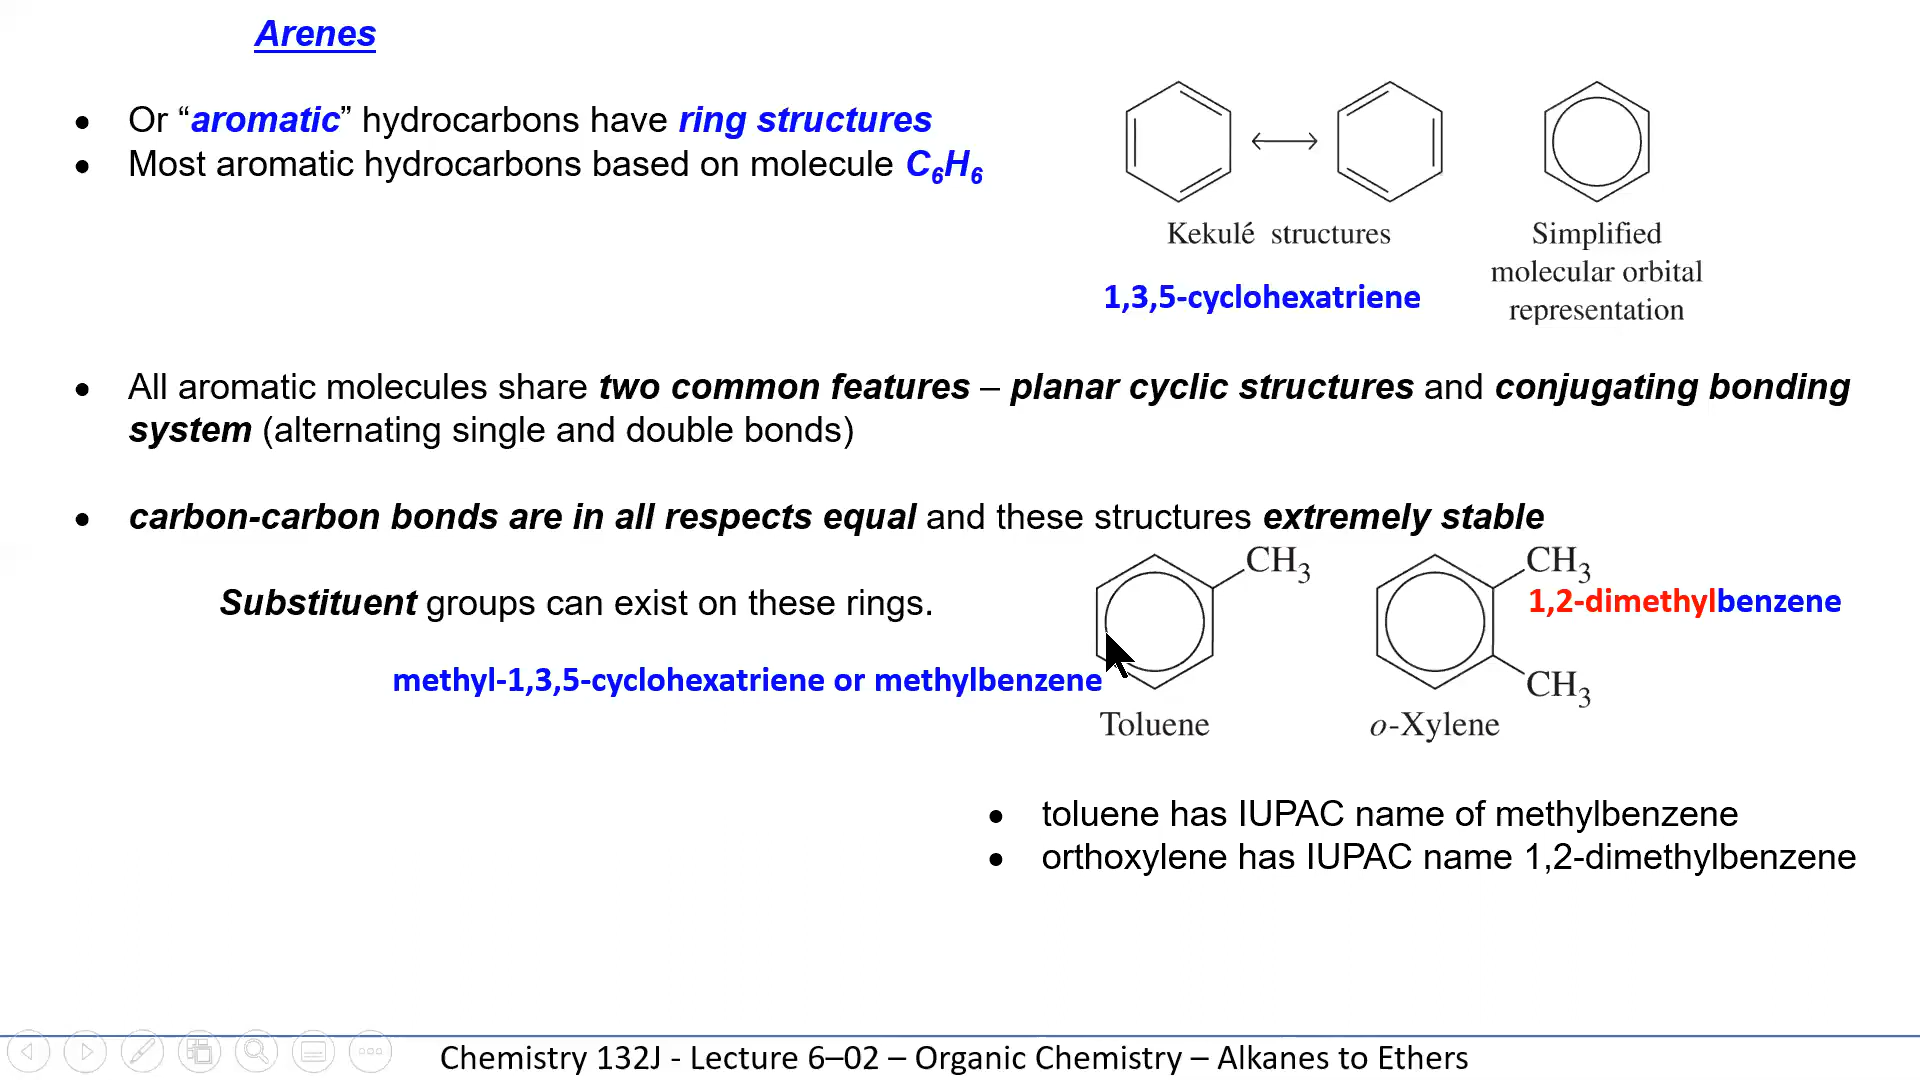 Arenes
• Or “aromatic” hydrocarbons have ring structures
• Most aromatic hydrocarbons based on molecule C6H6
Kekulé structures
1,3,5-cyclohexatriene
Simplified
molecular orbital
representation
• All aromatic molecules share two common features – planar cyclic structures and conjugating bonding
system (alternating single and double bonds)
• carbon-carbon bonds are in all respects equal and these structures extremely stable
Substituent groups can exist on these rings.
methyl-1,3,5-cyclohexatriene or methylbenzene
CH3
Toluene
CH3
1,2-dimethylbenzene
CH3
o-Xylene
• toluene has IUPAC name of methylbenzene
• orthoxylene has IUPAC name 1,2-dimethylbenzene
Chemistry 132J - Lecture 6–02 – Organic Chemistry – Alkanes to Ethers